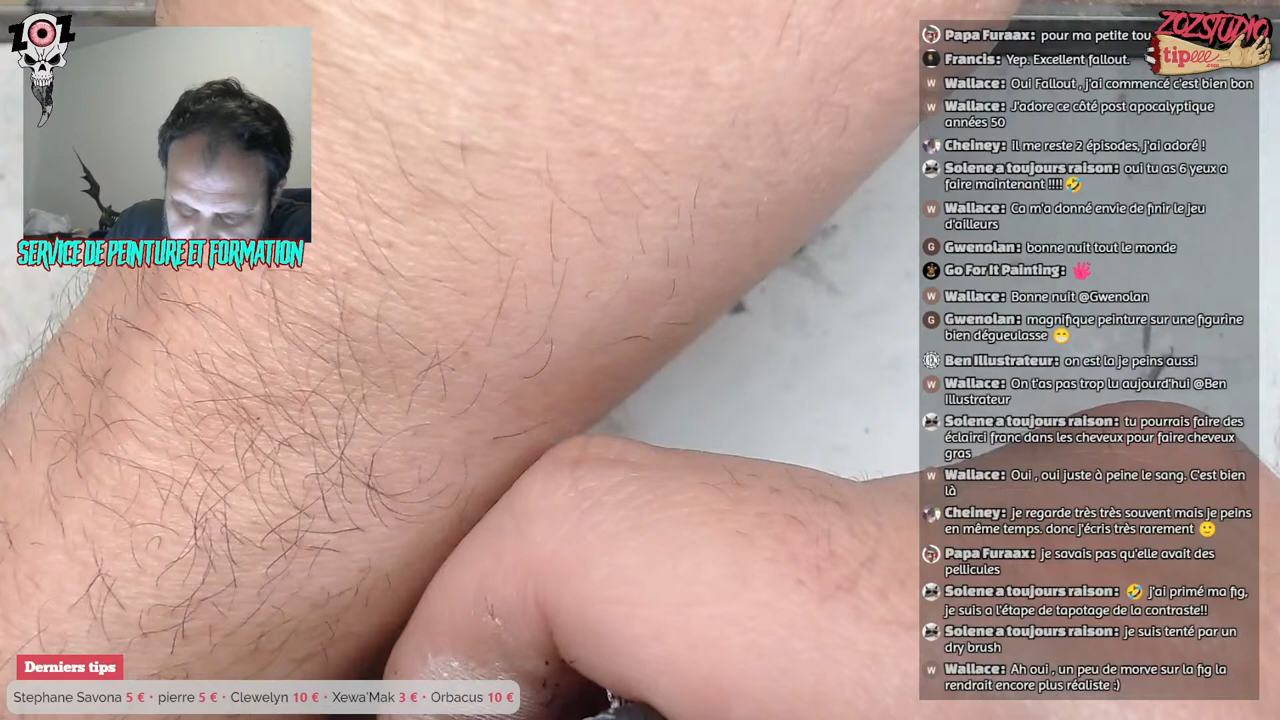 ZOZ
SERVICE DE PEINTURE ET FORMATION
ZOZSTUDIO
tipeee
.com
Papa Furaax: pour ma petite tou
Francis: Yep. Excellent fallout.
Wallace: Oui Fallout , j'ai commencé c'est bien bon
Wallace: J'adore ce côté post apocalyptique
années 50
Cheiney: il me reste 2 épisodes, j'ai adoré !
Solene a toujours raison: oui tu as 6 yeux a
faire maintenant !!!! 🤣
Wallace: Ca m'a donné envie de finir le jeu
d'ailleurs
Gwenolan: bonne nuit tout le monde
Go For It Painting: 
Wallace: Bonne nuit @Gwenolan
Gwenolan: magnifique peinture sur une figurine
bien dégueulasse 😁
Ben Illustrateur: on est la je peins aussi
Wallace: On t'as pas trop lu aujourd'hui @Ben
Illustrateur
Solene a toujours raison: tu pourrais faire des
éclairci franc dans les cheveux pour faire cheveux
gras
Wallace: Oui , oui juste à peine le sang. C'est bien
là
Cheiney: je regarde très très souvent mais je peins
en même temps. donc j'écris très rarement 🙂
Papa Furaax: je savais pas qu'elle avait des
pellicules
Solene a toujours raison: 🤣 j'ai primé ma fig,
je suis a l'étape de tapotage de la contraste!!
Solene a toujours raison: je suis tenté par un
dry brush
Wallace: Ah oui , un peu de morve sur la fig la
rendrait encore plus réaliste :)
Derniers tips
Stephane Savona 5 € • pierre 5 € • Clewelyn 10 € • Xewa'Mak 3 € • Orbacus 10 €